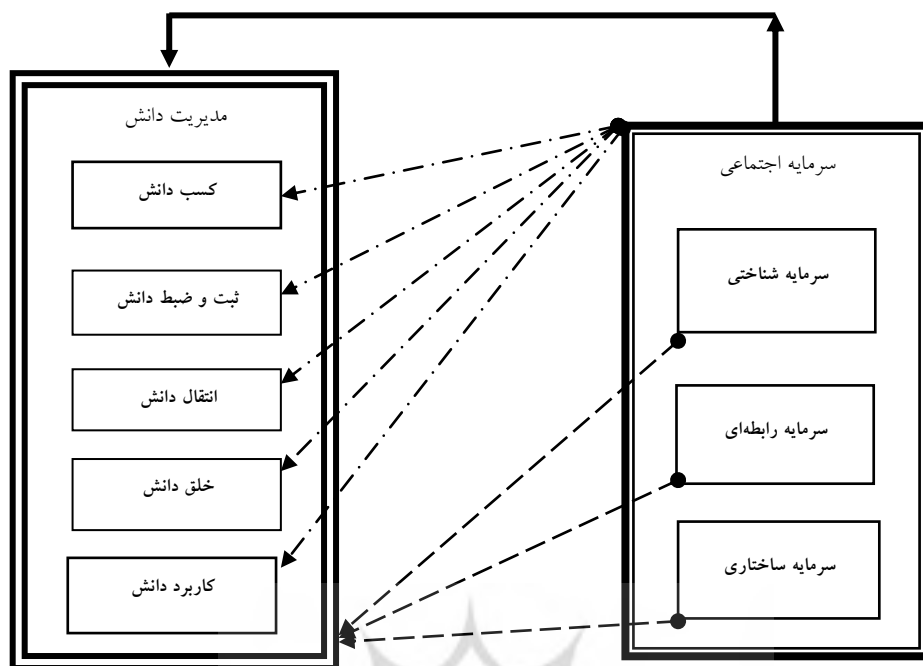 مدیریت دانش
سرمایه اجتماعی
کسب دانش
ثبت و ضبط دانش
انتقال دانش
خلق دانش
کاربرد دانش
سرمایه شناختی
سرمایه رابطه‌ای
سرمایه ساختاری